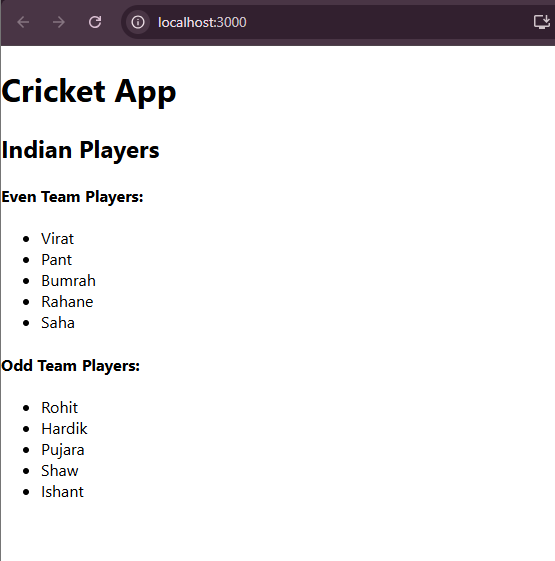 localhost:3000
Cricket App
Indian Players
Even Team Players:
Virat
Pant
Bumrah
Rahane
Saha
Odd Team Players:
Rohit
Hardik
Pujara
Shaw
Ishant